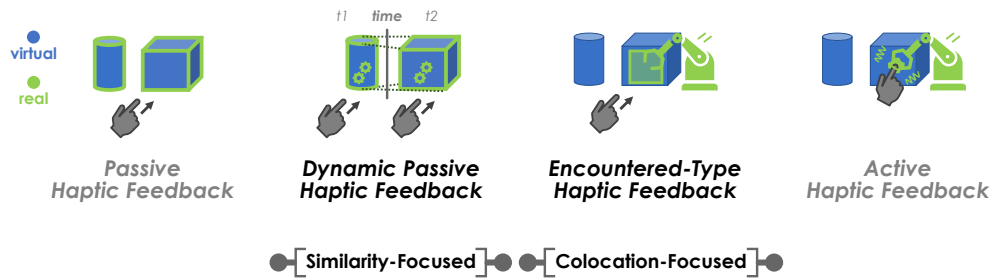 t1 time t2
virtual
real
Passive
Haptic Feedback
Dynamic Passive
Haptic Feedback
Encountered-Type
Haptic Feedback
Active
Haptic Feedback
Similarity-Focused
Colocation-Focused